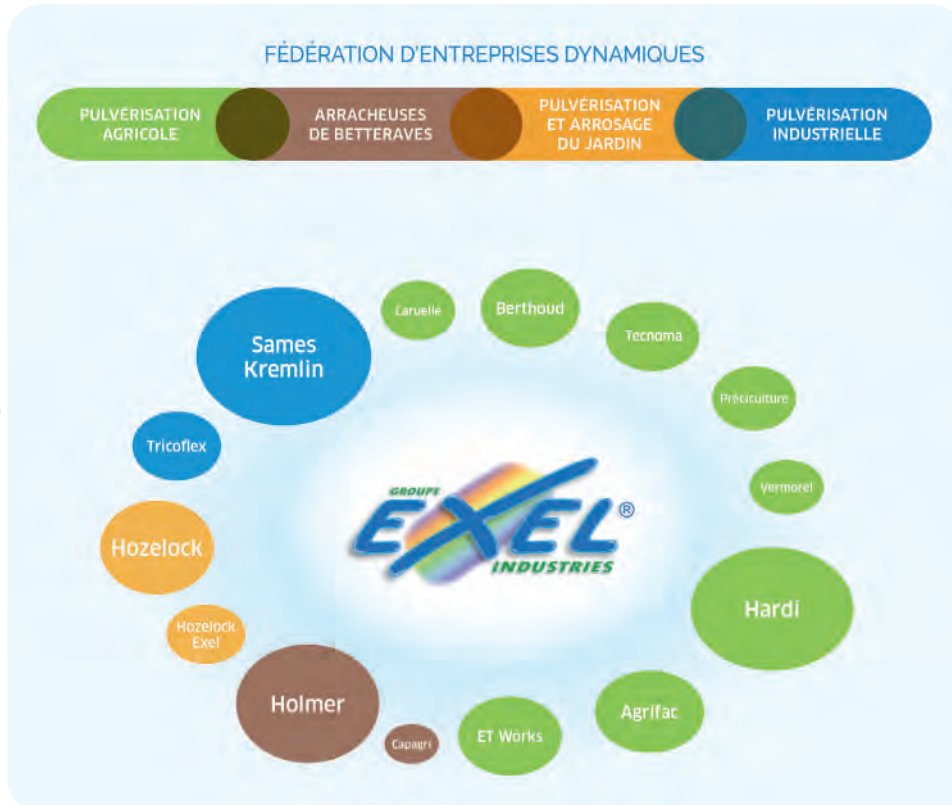 FÉDÉRATION D'ENTREPRISES DYNAMIQUES
PULVÉRISATION
AGRICOLE
ARRACHEUSES
DE BETTERAVES
PULVÉRISATION
ET ARROSAGE
DU JARDIN
PULVÉRISATION
INDUSTRIELLE
Sames
Kremlin
Caruelle
Berthoud
Tecnoma
Préciculture
Tricoflex
Vermorel
GROUPE
EXEL®
INDUSTRIES
Hozelock
Hardi
Hozelock
Exel
Holmer
Agrifac
Capagri
ET Works